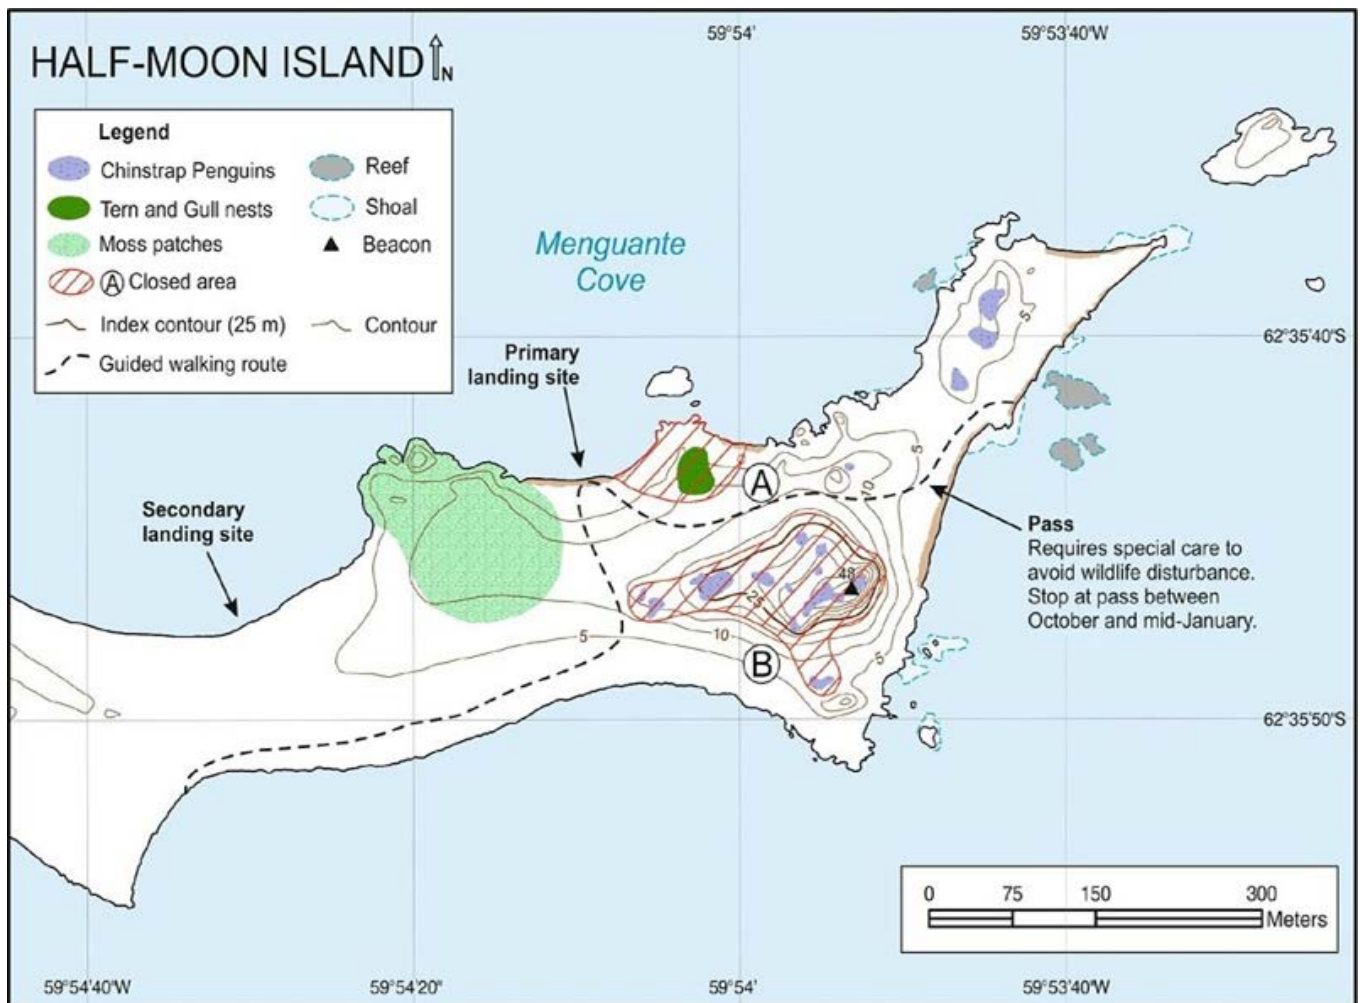 HALF-MOON ISLAND N
59°54'
59°53'40"W
Legend
Chinstrap Penguins
Tern and Gull nests
Moss patches
A Closed area
Index contour (25 m)
Guided walking route
Reef
Shoal
Beacon
Contour
Menguante
Cove
62°35'40"S
Primary
landing site
Secondary
landing site
A
B
5
5
10
48
25
10
5
5
Pass
Requires special care to
avoid wildlife disturbance.
Stop at pass between
October and mid-January.
62°35'50"S
0 75 150 300
Meters
59°54'40"W
59°54'20"
59°54'
59°53'40"W